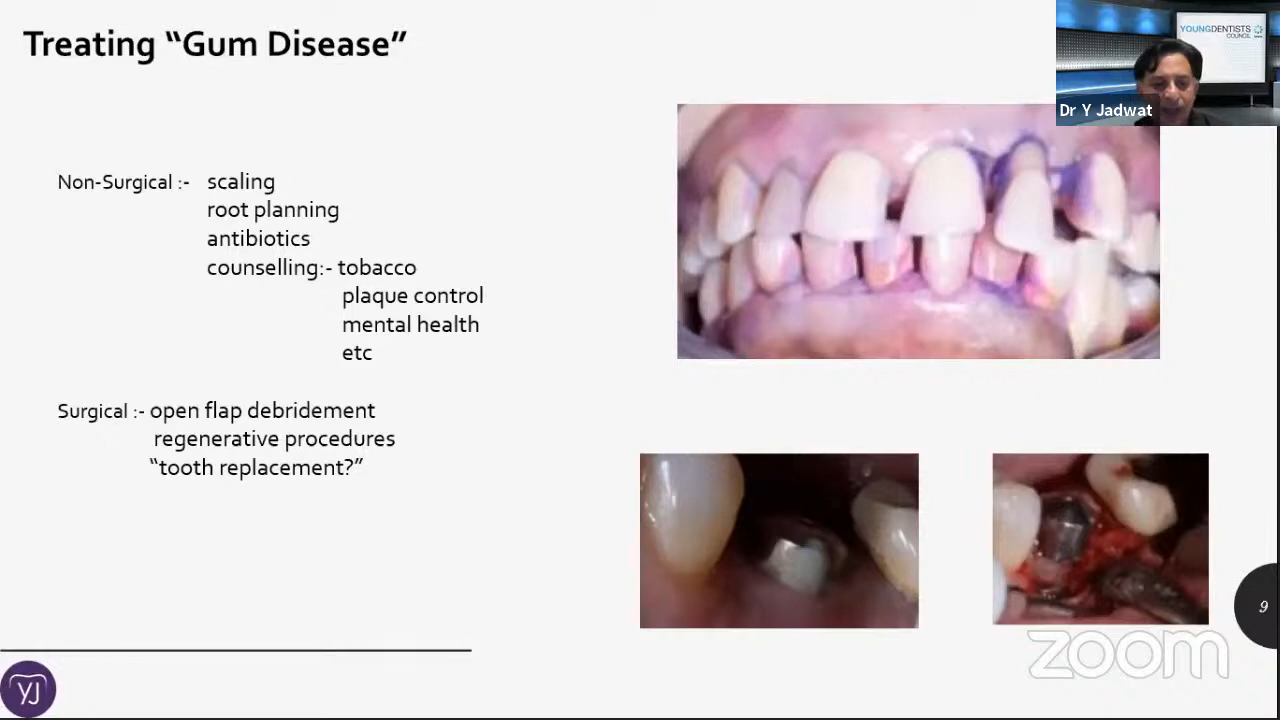 Treating “Gum Disease”
YOUNGDENTISTS
COUNCIL
Dr Y Jadwat
Non-Surgical :- scaling
root planning
antibiotics
counselling:- tobacco
plaque control
mental health
etc
Surgical :- open flap debridement
regenerative procedures
“tooth replacement?”
9
zoom
YJ